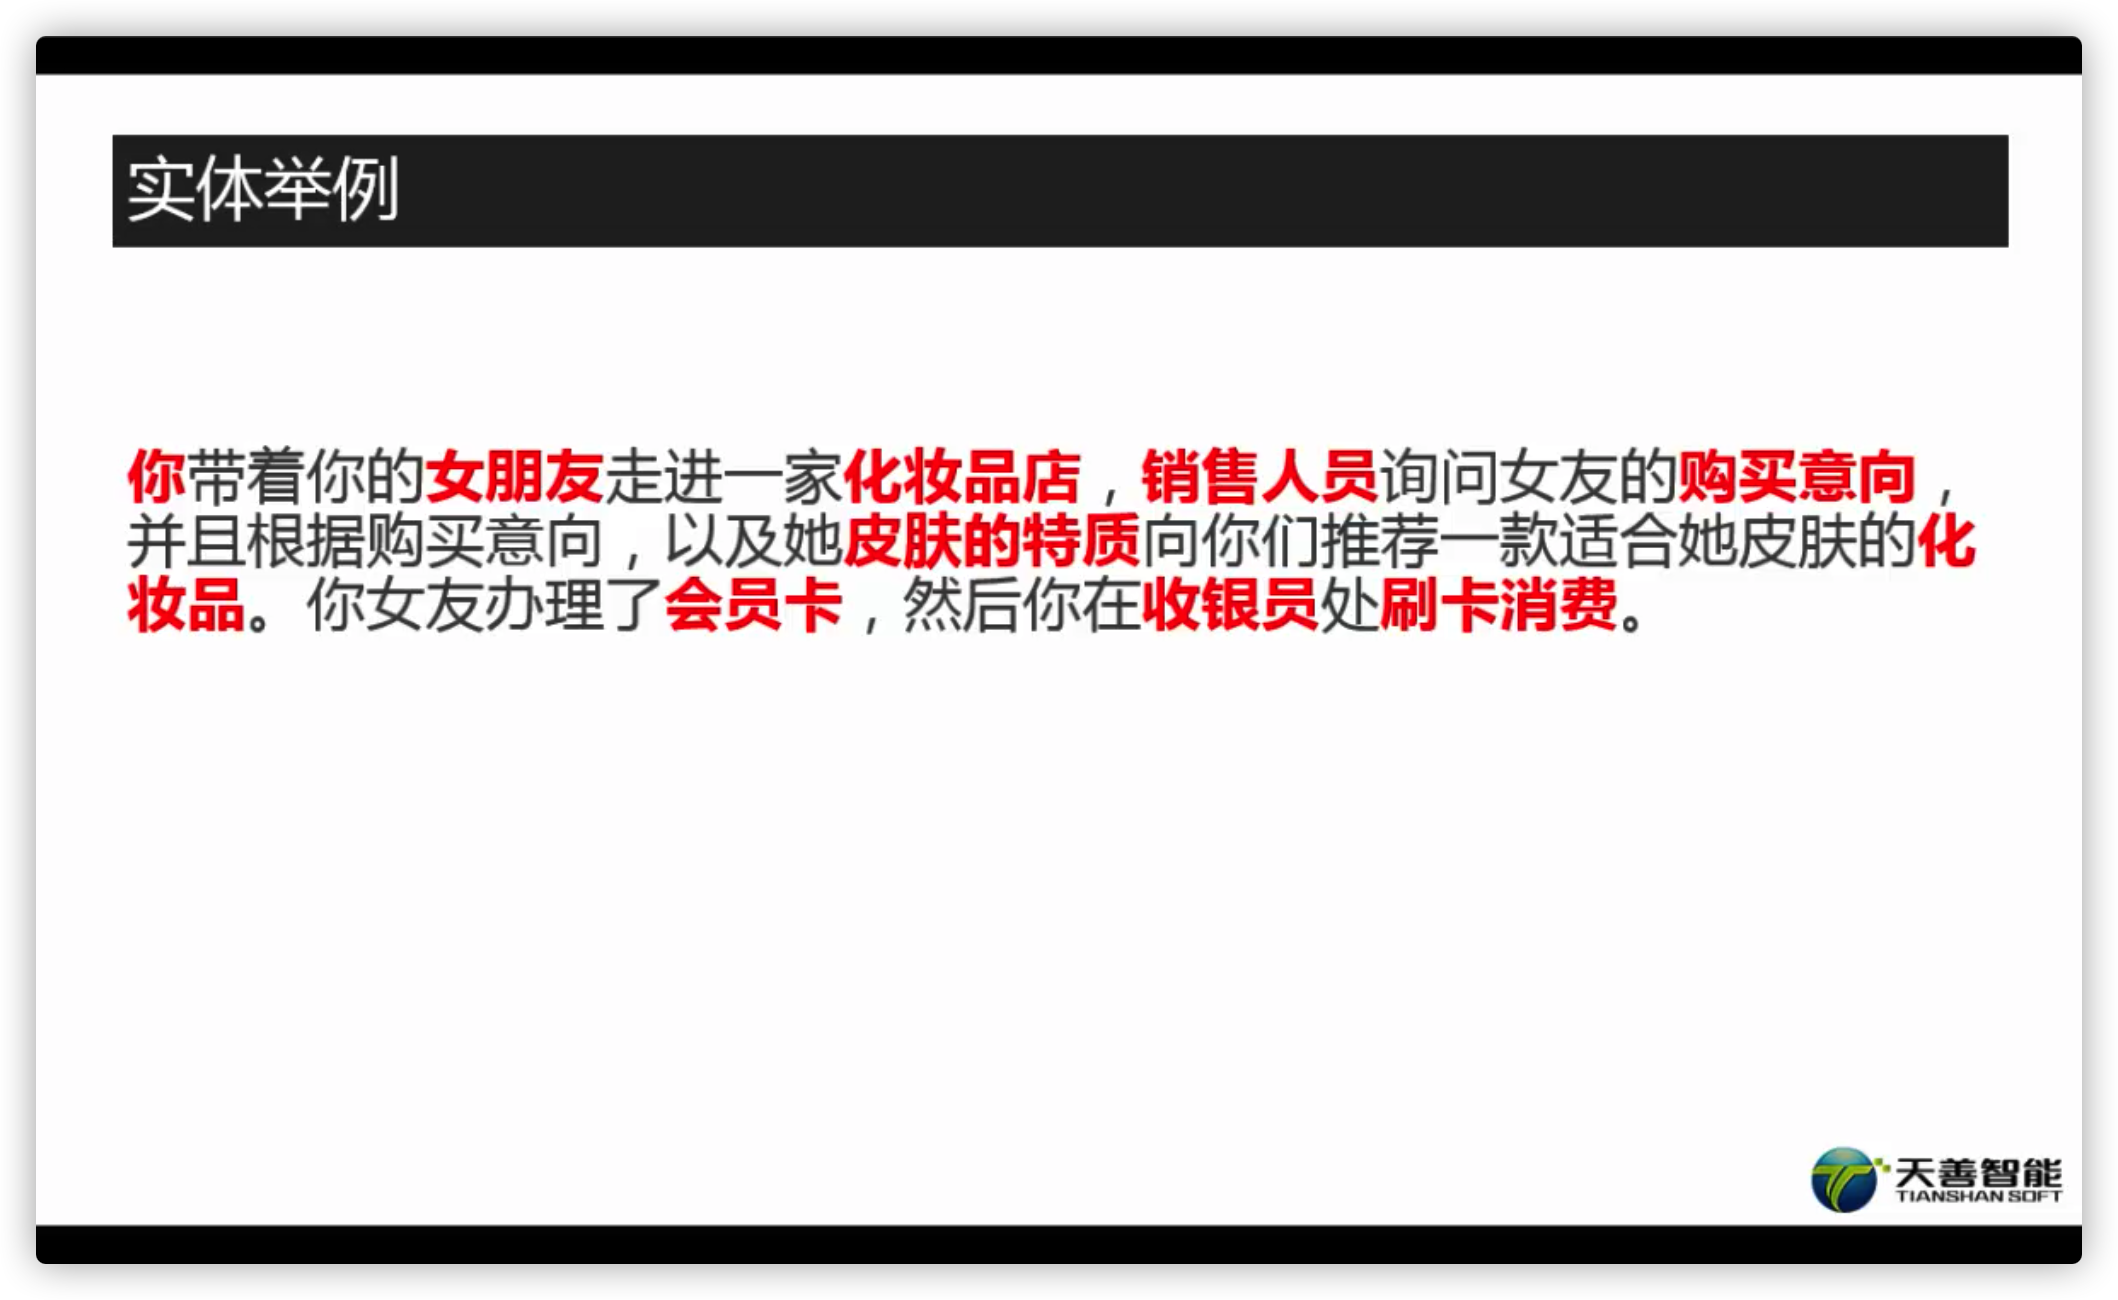 实体举例
你带着你的女朋友走进一家化妆品店，销售人员询问女友的购买意向，
并且根据购买意向，以及她皮肤的特质向你们推荐一款适合她皮肤的化
妆品。你女友办理了会员卡，然后你在收银员处刷卡消费。
天善智能
TIANSHAN SOFT